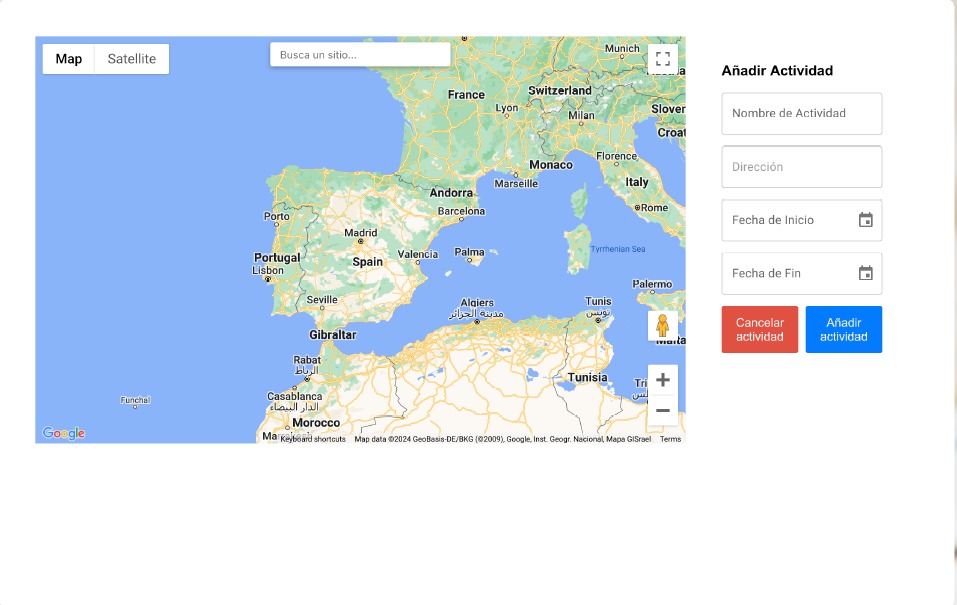 Map
Satellite
Busca un sitio...
Munich
France
Switzerland
Lyon
Milan
Sloven
Croat
Florence
Monaco
Marseille
Italy
Andorra
Rome
Porto
Barcelona
Madrid
Tyrrhenian Sea
Portugal
Spain
Valencia
Palma
Lisbon
Palermo
Seville
Algiers
مدينة الجزائر
Tunis
تونس
Gibraltar
Malta
Rabat
الرباط
Tunisia
Tri
Casablanca
الدار البيضاء
Funchal
Morocco
Google
Ma
Keyboard shortcuts
Map data ©2024 GeoBasis-DE/BKG (©2009), Google, Inst. Geogr. Nacional, Mapa GISrael
Terms
Añadir Actividad
Nombre de Actividad
Dirección
Fecha de Inicio
Fecha de Fin
Cancelar
actividad
Añadir
actividad